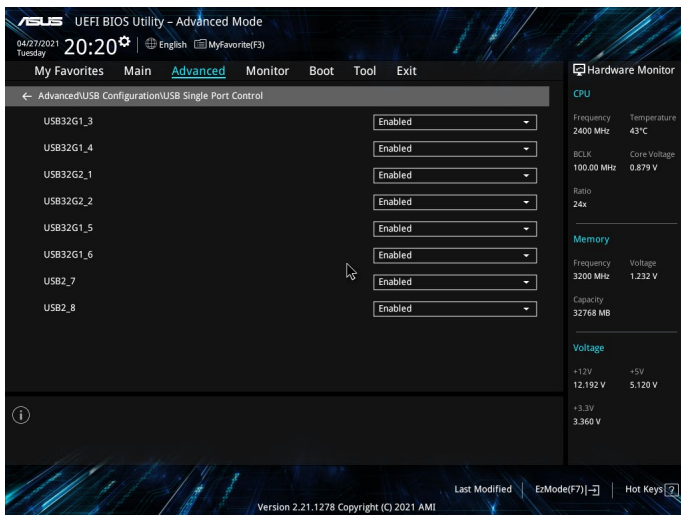 ASUS UEFI BIOS Utility – Advanced Mode
04/27/2021
Tuesday
20:20
English
MyFavorite(F3)
My Favorites Main Advanced Monitor Boot Tool Exit
Hardware Monitor
← Advanced\USB Configuration\USB Single Port Control
USB32G1_3 Enabled
USB32G1_4 Enabled
USB32G2_1 Enabled
USB32G2_2 Enabled
USB32G1_5 Enabled
USB32G1_6 Enabled
USB2_7 Enabled
USB2_8 Enabled
CPU
Frequency Temperature
2400 MHz 43°C
BCLK Core Voltage
100.00 MHz 0.879 V
Ratio
24x
Memory
Frequency Voltage
3200 MHz 1.232 V
Capacity
32768 MB
Voltage
+12V +5V
12.192 V 5.120 V
+3.3V
3.360 V
i
Last Modified EzMode(F7) Hot Keys ?
Version 2.21.1278 Copyright (C) 2021 AMI